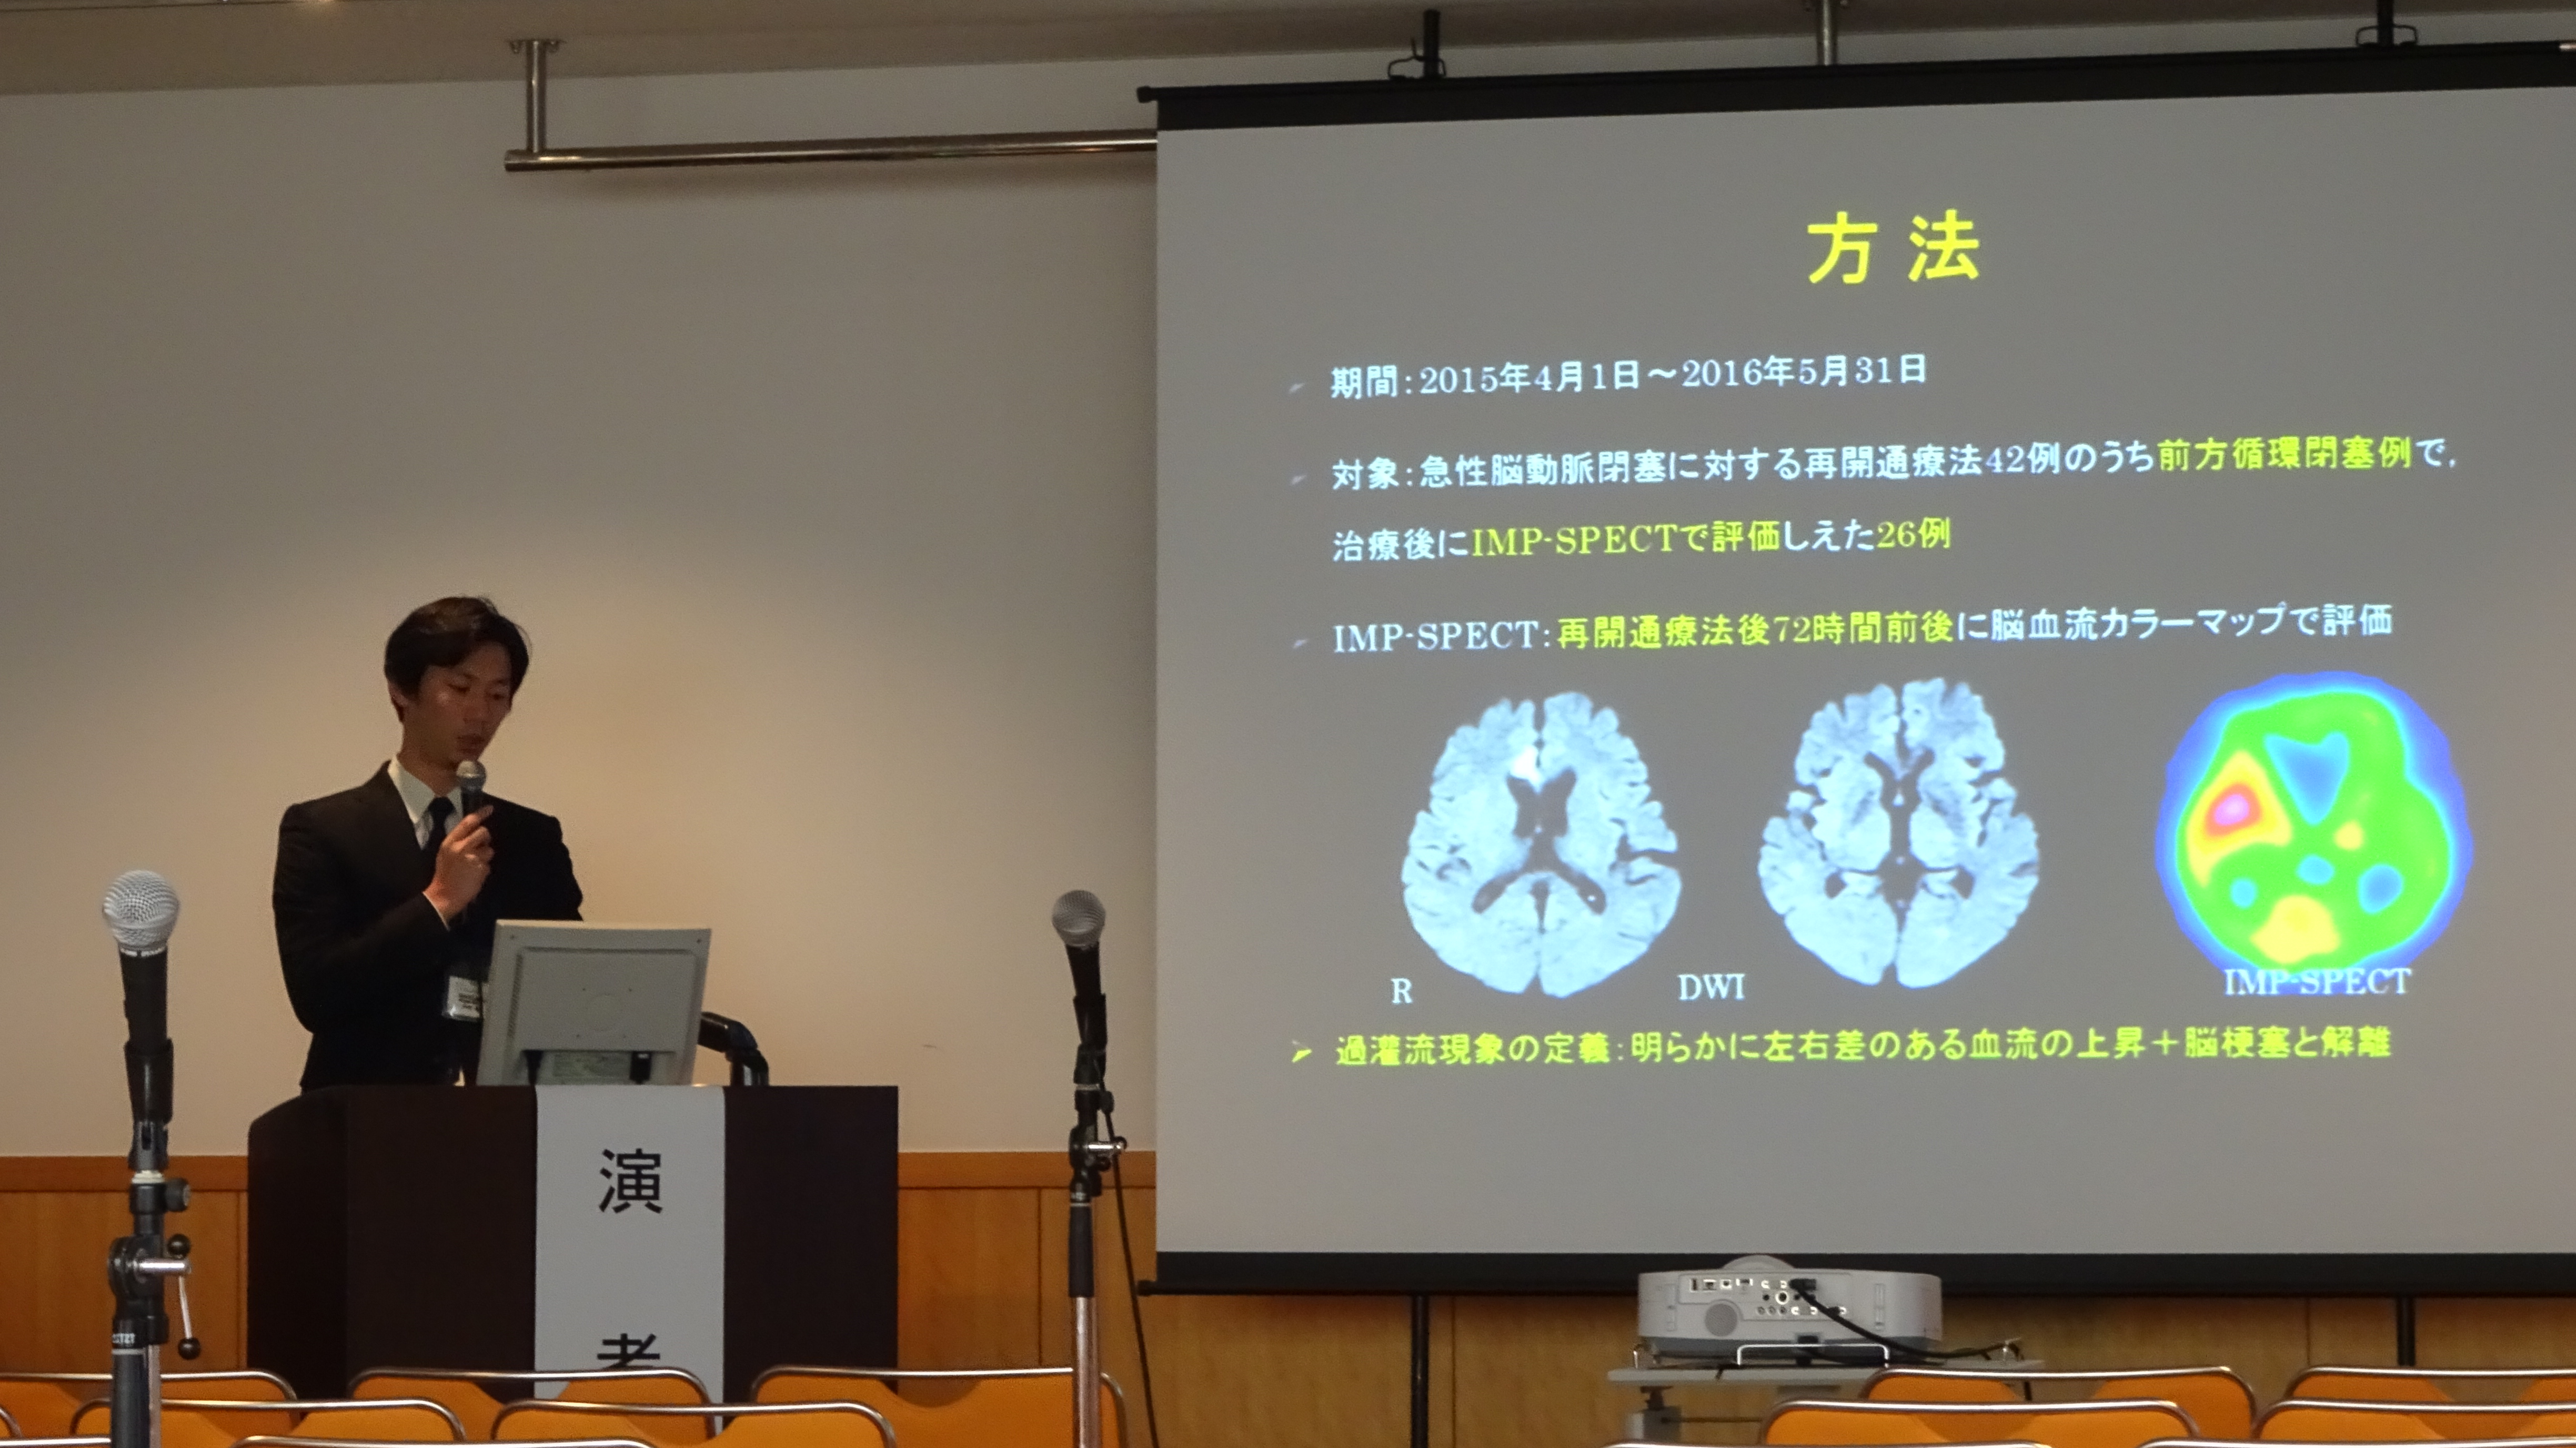 方法
期間：2015年4月1日～2016年5月31日
対象：急性脳動脈閉塞に対する再開通療法42例のうち前方循環閉塞例で，
治療後にIMP-SPECTで評価しえた26例
IMP-SPECT：再開通療法後72時間前後に脳血流カラーマップで評価
R
DWI
IMP-SPECT
過灌流現象の定義：明らかに左右差のある血流の上昇＋脳梗塞と解離
演
者